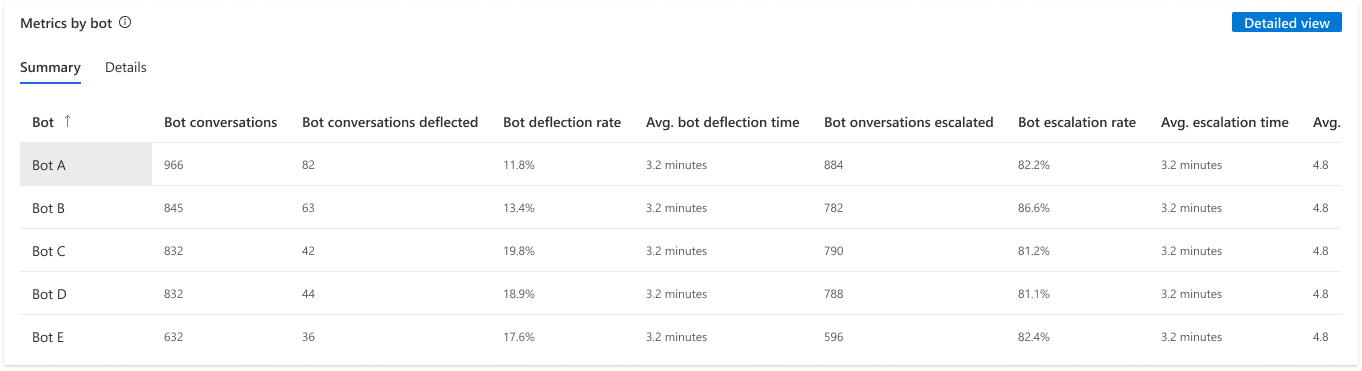 Metrics by bot
Detailed view
Summary Details
Bot ↑ Bot conversations Bot conversations deflected Bot deflection rate Avg. bot deflection time Bot onversations escalated Bot escalation rate Avg. escalation time Avg.
Bot A 966 82 11.8% 3.2 minutes 884 82.2% 3.2 minutes 4.8
Bot B 845 63 13.4% 3.2 minutes 782 86.6% 3.2 minutes 4.8
Bot C 832 42 19.8% 3.2 minutes 790 81.2% 3.2 minutes 4.8
Bot D 832 44 18.9% 3.2 minutes 788 81.1% 3.2 minutes 4.8
Bot E 632 36 17.6% 3.2 minutes 596 82.4% 3.2 minutes 4.8